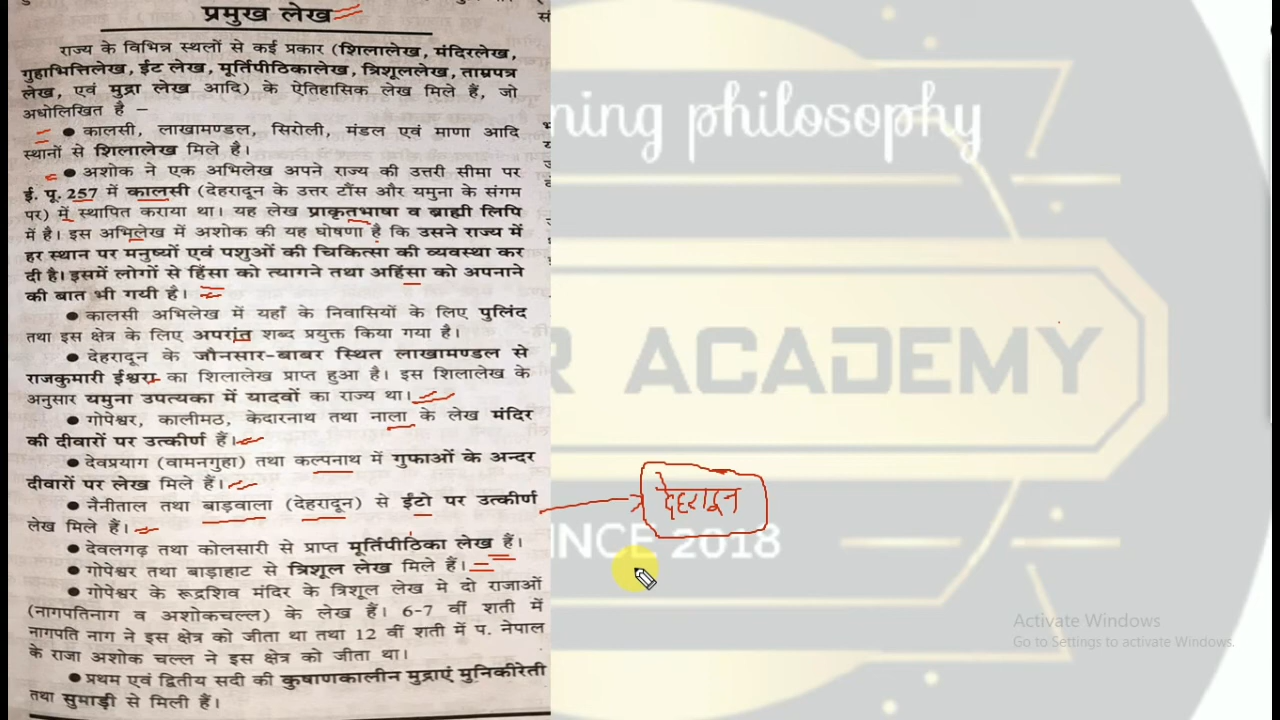 प्रमुख लेख
राज्य के विभिन्न स्थलों से कई प्रकार (शिलालेख, मंदिरलेख,
गुहाभित्तिलेख, ईंट लेख, मूर्तिपीठिकालेख, त्रिशूललेख, ताम्रपत्र
लेख, एवं मुद्रा लेख आदि) के ऐतिहासिक लेख मिले हैं, जो
अधोलिखित है –
● कालसी, लाखामण्डल, सिरोली, मंडल एवं माणा आदि
स्थानों से शिलालेख मिले है।
● अशोक ने एक अभिलेख अपने राज्य की उत्तरी सीमा पर
ई. पू. 257 में कालसी (देहरादून के उत्तर टौंस और यमुना के संगम
पर) में स्थापित कराया था। यह लेख प्राकृतभाषा व ब्राह्मी लिपि
में है। इस अभिलेख में अशोक की यह घोषणा है कि उसने राज्य में
हर स्थान पर मनुष्यों एवं पशुओं की चिकित्सा की व्यवस्था कर
दी है। इसमें लोगों से हिंसा को त्यागने तथा अहिंसा को अपनाने
की बात भी गयी है।
● कालसी अभिलेख में यहाँ के निवासियों के लिए पुलिंद
तथा इस क्षेत्र के लिए अपरांत शब्द प्रयुक्त किया गया है।
● देहरादून के जौनसार-बाबर स्थित लाखामण्डल से
राजकुमारी ईश्वरा का शिलालेख प्राप्त हुआ है। इस शिलालेख के
अनुसार यमुना उपत्यका में यादवों का राज्य था।
● गोपेश्वर, कालीमठ, केदारनाथ तथा नाला के लेख मंदिर
की दीवारों पर उत्कीर्ण हैं।
● देवप्रयाग (वामनगुहा) तथा कल्पनाथ में गुफाओं के अन्दर
दीवारों पर लेख मिले हैं।
● नैनीताल तथा बाड़वाला (देहरादून) से ईंटो पर उत्कीर्ण
लेख मिले हैं।
● देवलगढ़ तथा कोलसारी से प्राप्त मूर्तिपीठिका लेख हैं।
● गोपेश्वर तथा बाड़ाहाट से त्रिशूल लेख मिले हैं।
● गोपेश्वर के रूद्रशिव मंदिर के त्रिशूल लेख मे दो राजाओं
(नागपतिनाग व अशोकचल्ल) के लेख हैं। 6-7 वीं शती में
नागपति नाग ने इस क्षेत्र को जीता था तथा 12 वीं शती में प. नेपाल
के राजा अशोक चल्ल ने इस क्षेत्र को जीता था।
● प्रथम एवं द्वितीय सदी की कुषाणकालीन मुद्राएं मुनिकीरेती
तथा सुमाड़ी से मिली हैं।
देहरादून
ning philosophy
R ACADEMY
INCE 2018
Activate Windows
Go to Settings to activate Windows.